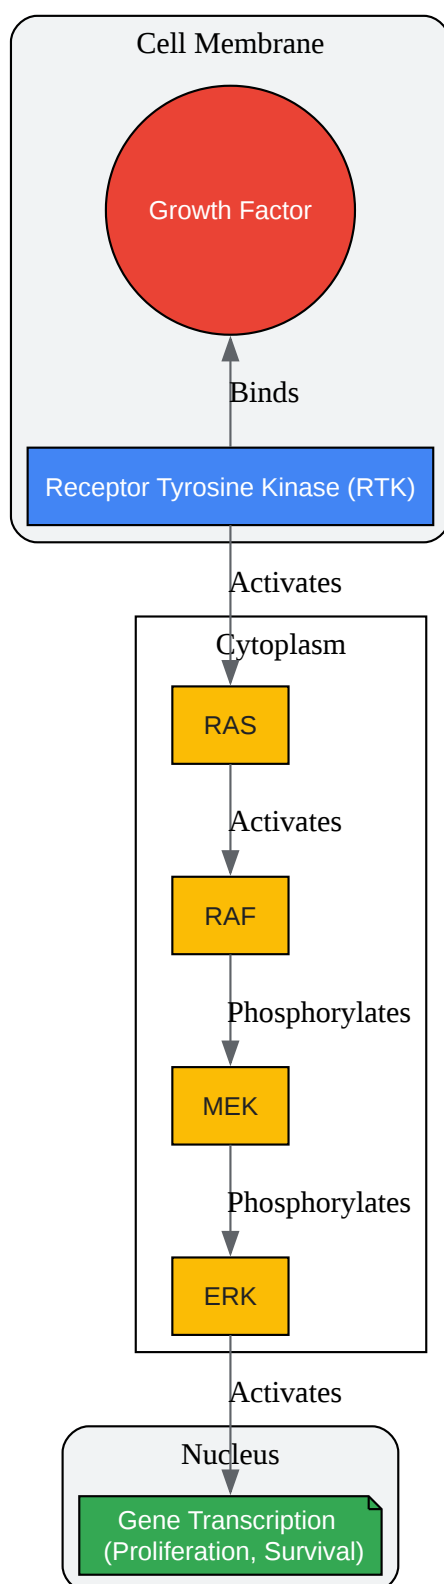 Cell Membrane
Growth Factor
Binds
Receptor Tyrosine Kinase (RTK)
Activates
Cytoplasm
RAS
Activates
RAF
Phosphorylates
MEK
Phosphorylates
ERK
Activates
Nucleus
Gene Transcription
(Proliferation, Survival)